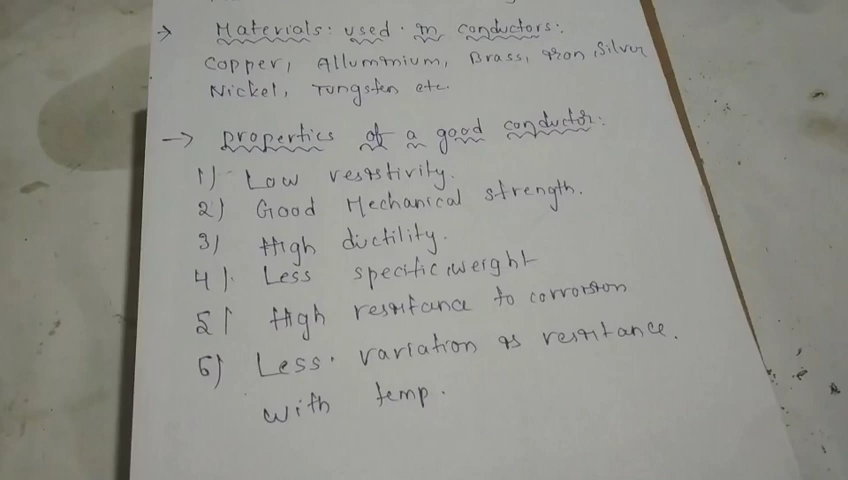 → Materials: used in conductors:
Copper, Alluminium, Brass, Iron, Silver
Nickel, Tungsten etc.
→ Properties of a good conductor:
1) Low resistivity.
2) Good Mechanical strength.
3) High ductility.
4) Less specific weight
5) High resistance to corrosion
6) Less variation of resistance.
with temp.